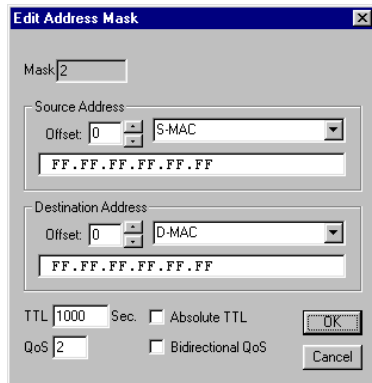 Edit Address Mask
Mask 2
Source Address
Offset: 0 S-MAC
FF.FF.FF.FF.FF.FF
Destination Address
Offset: 0 D-MAC
FF.FF.FF.FF.FF.FF
TTL 1000 Sec. Absolute TTL OK
QoS 2 Bidirectional QoS
Cancel